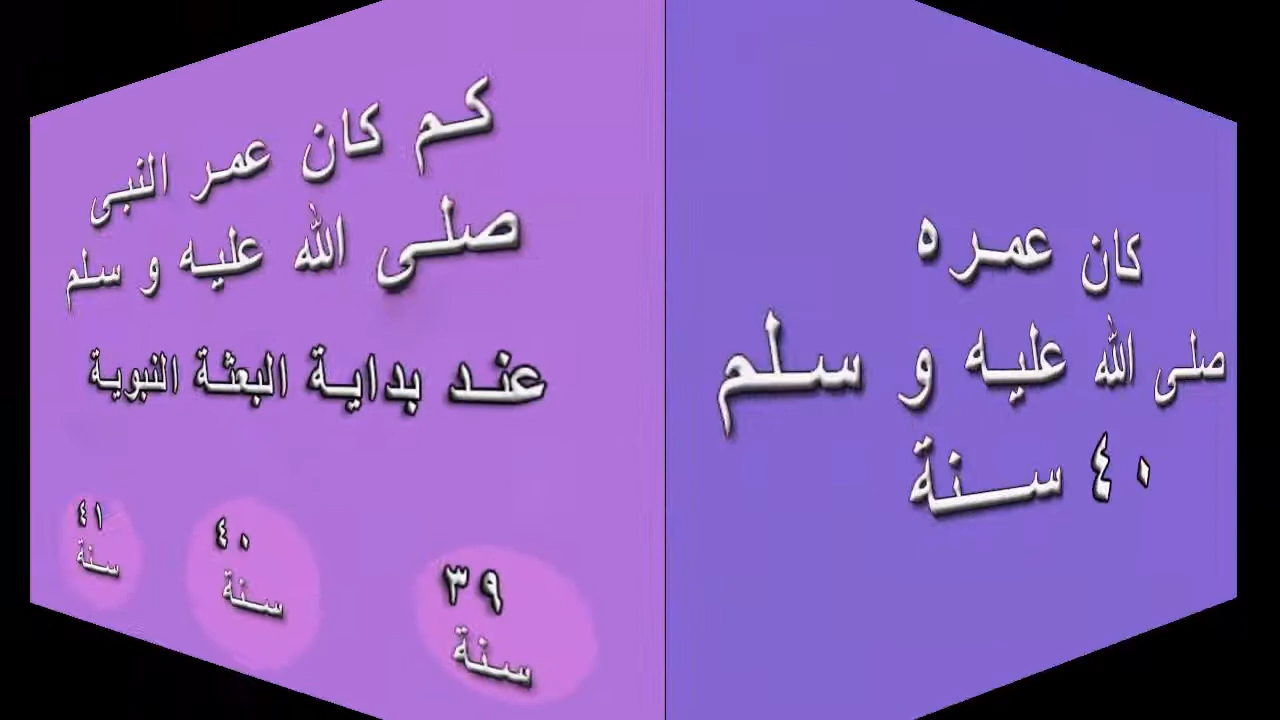 كم كان عمر النبى
صلى الله عليه و سلم
عند بداية البعثة النبوية
٣٩
سنة
٤٠
سنة
٤١
سنة
كان عمره
صلى الله عليه و سلم
٤٠ سنة